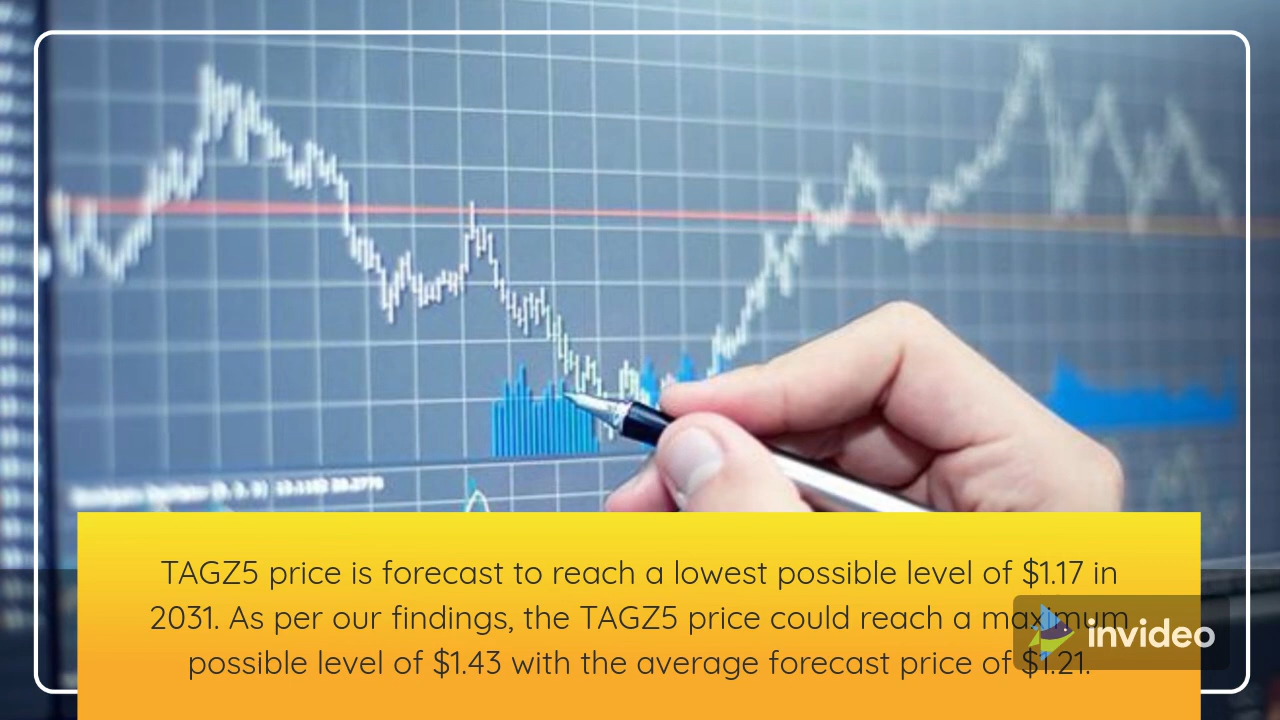 TAGZ5 price is forecast to reach a lowest possible level of $1.17 in
2031. As per our findings, the TAGZ5 price could reach a maximum
possible level of $1.43 with the average forecast price of $1.21.
invideo